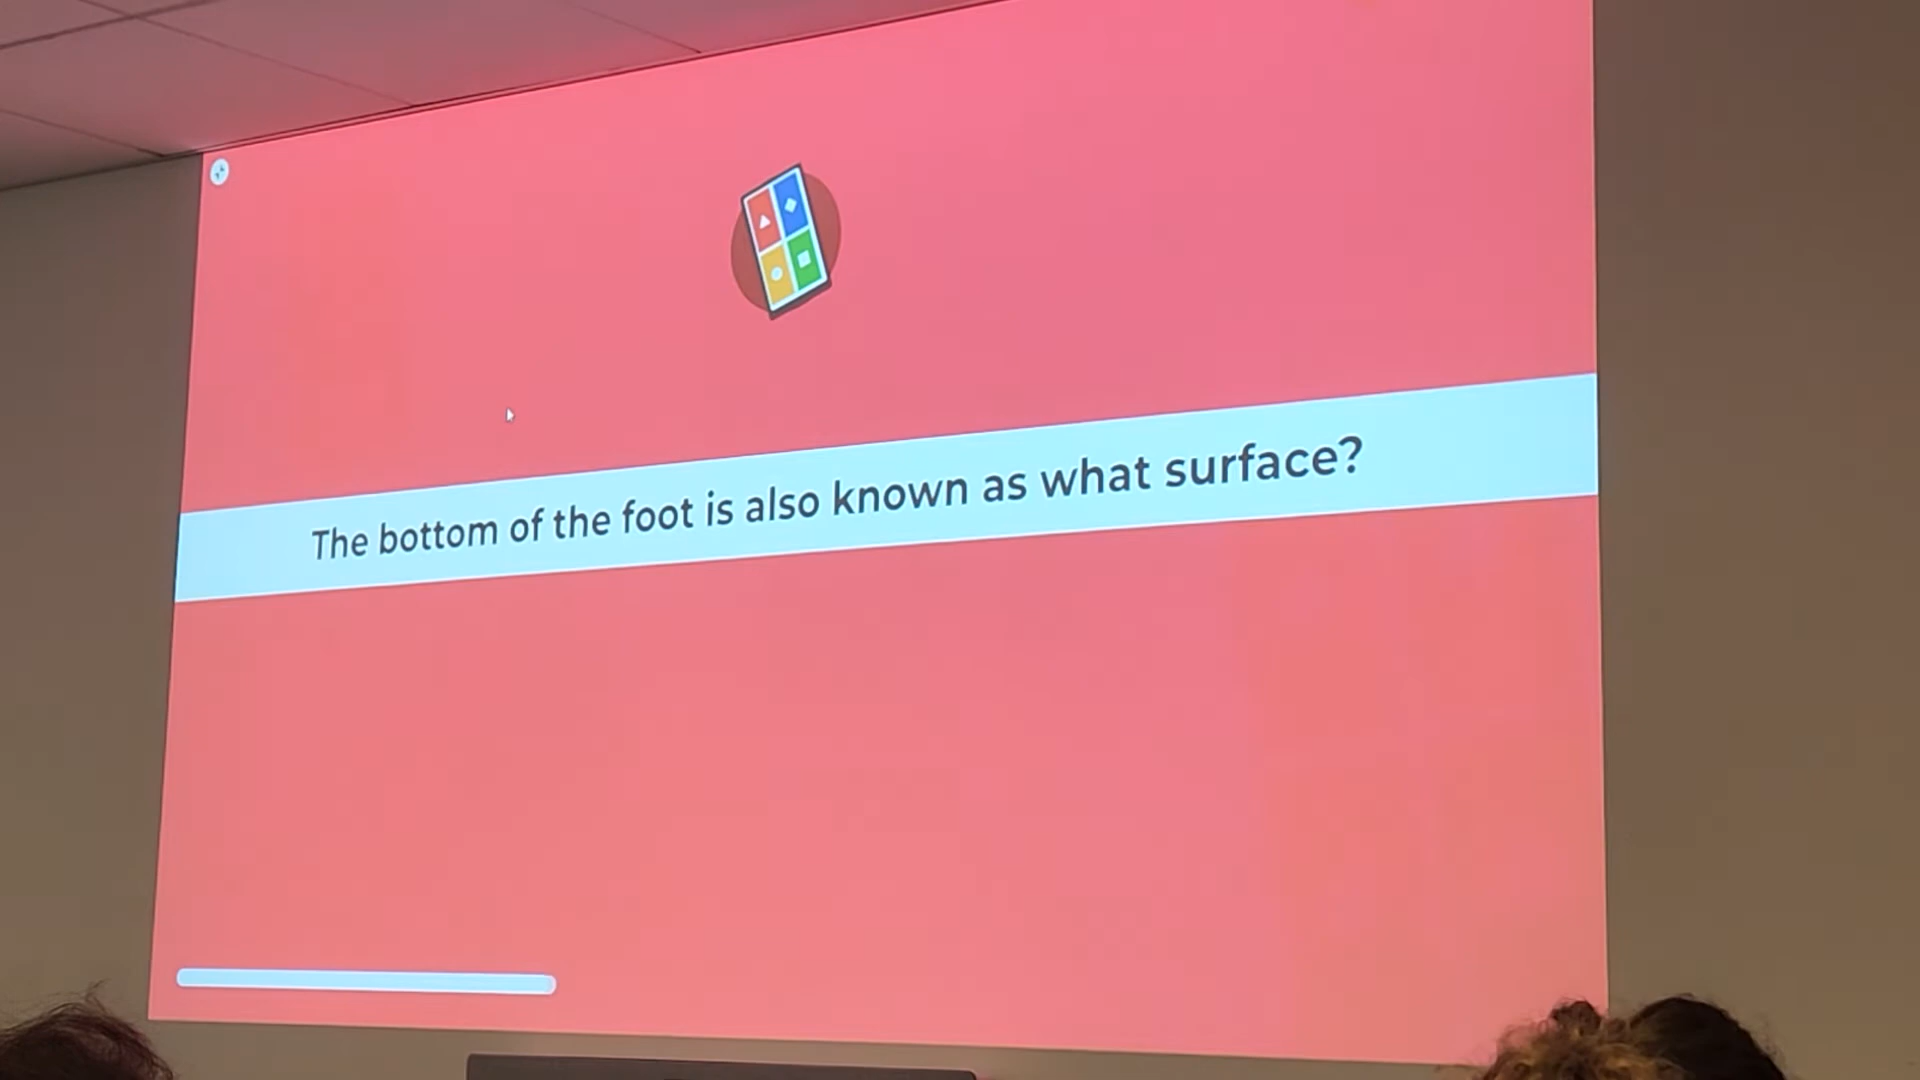 The bottom of the foot is also known as what surface?